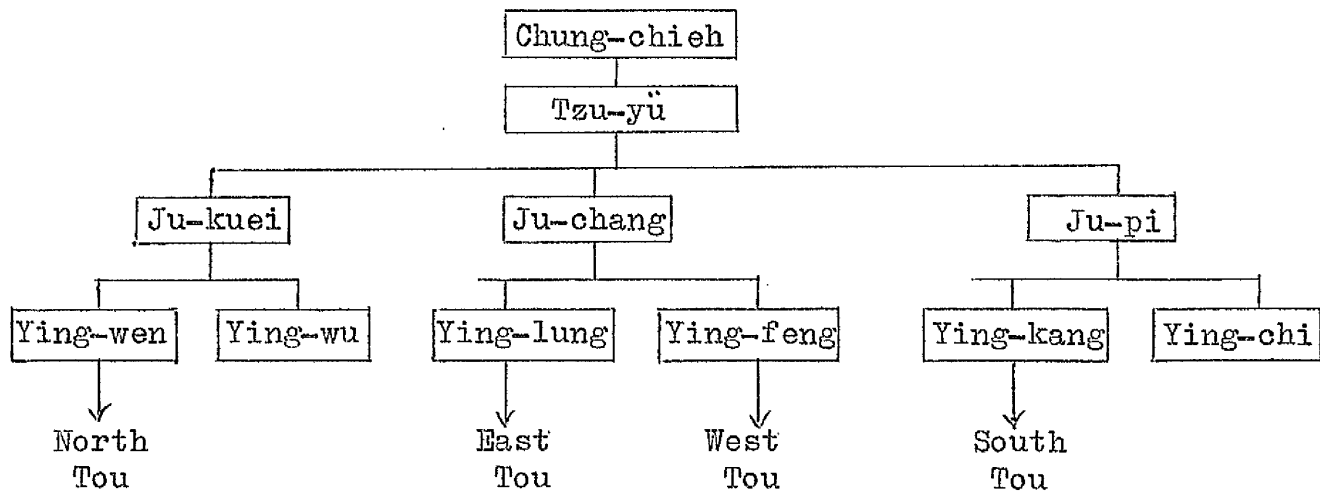 Chung-chieh
Tzu-yü
Ju-kuei Ju-chang Ju-pi
Ying-wen Ying-wu Ying-lung Ying-feng Ying-kang Ying-chi
North East West South
Tou Tou Tou Tou